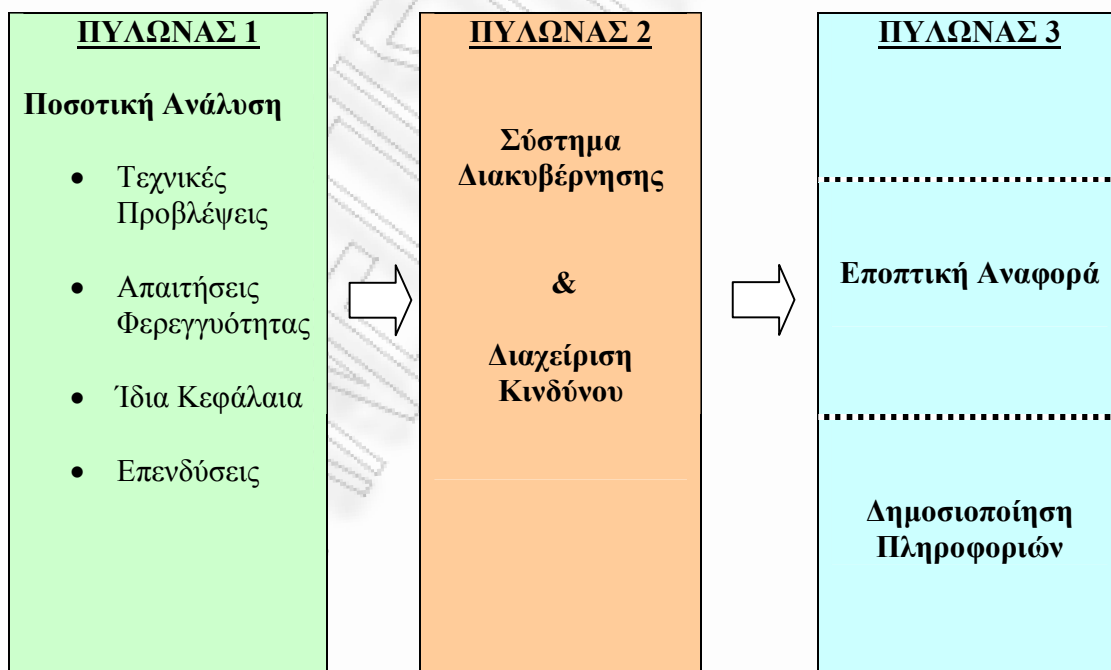 ΠΥΛΩΝΑΣ 1
Ποσοτική Ανάλυση
• Τεχνικές
Προβλέψεις
• Απαιτήσεις
Φερεγγυότητας
• Ίδια Κεφάλαια
• Επενδύσεις
ΠΥΛΩΝΑΣ 2
Σύστημα
Διακυβέρνησης
&
Διαχείριση
Κινδύνου
ΠΥΛΩΝΑΣ 3
Εποπτική Αναφορά
Δημοσιοποίηση
Πληροφοριών